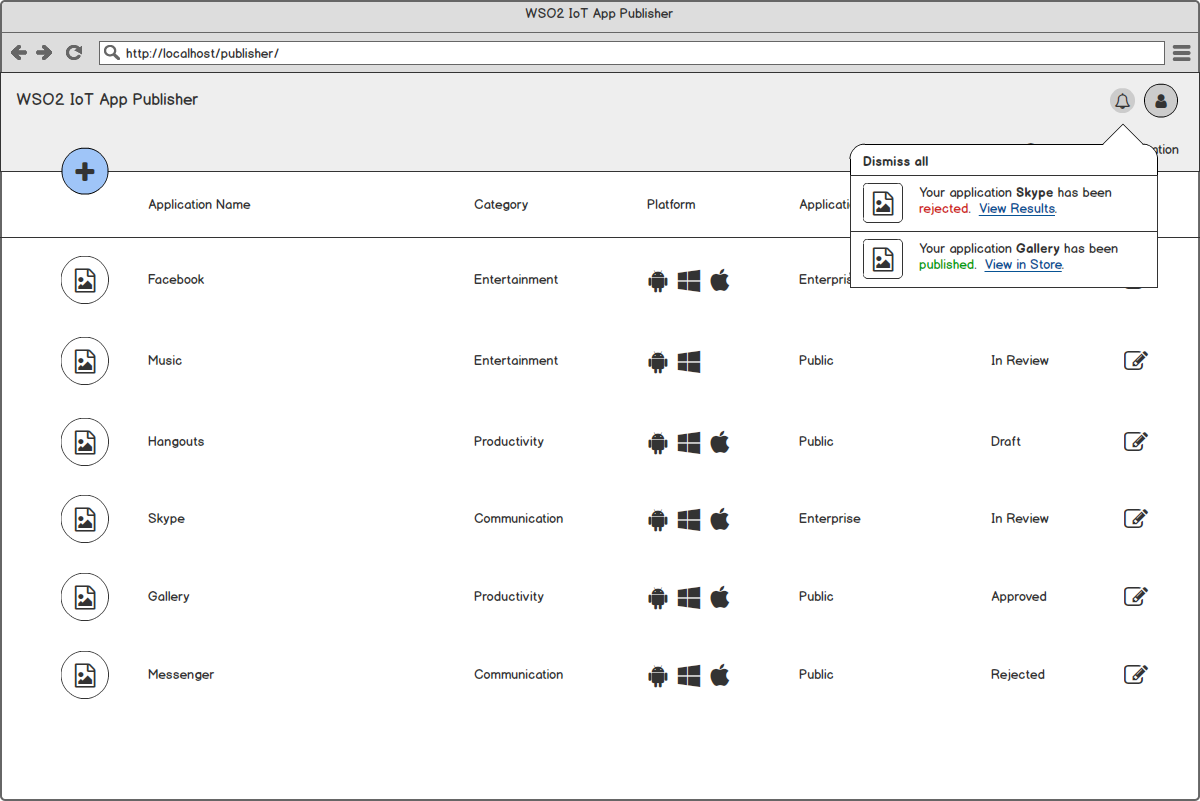 WSO2 IoT App Publisher
http://localhost/publisher/
WSO2 IoT App Publisher
Dismiss all
Your application Skype has been
rejected. View Results.
Your application Gallery has been
published. View in Store.
Application Name Category Platform
Facebook Entertainment
Music Entertainment Public In Review
Hangouts Productivity Public Draft
Skype Communication Enterprise In Review
Gallery Productivity Public Approved
Messenger Communication Public Rejected